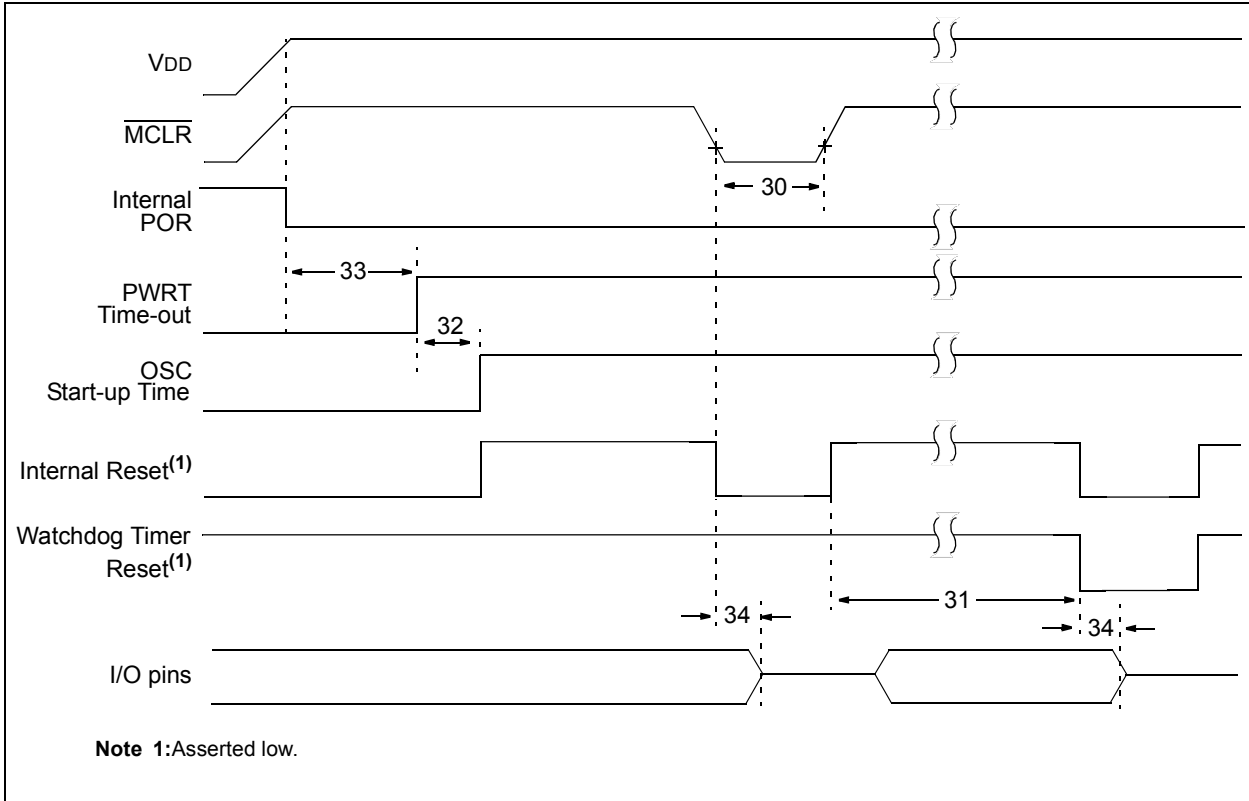 VDD
MCLR
30
Internal
POR
33
PWRT
Time-out
32
OSC
Start-up Time
Internal Reset(1)
Watchdog Timer
Reset(1)
31
34
34
I/O pins
Note 1:Asserted low.